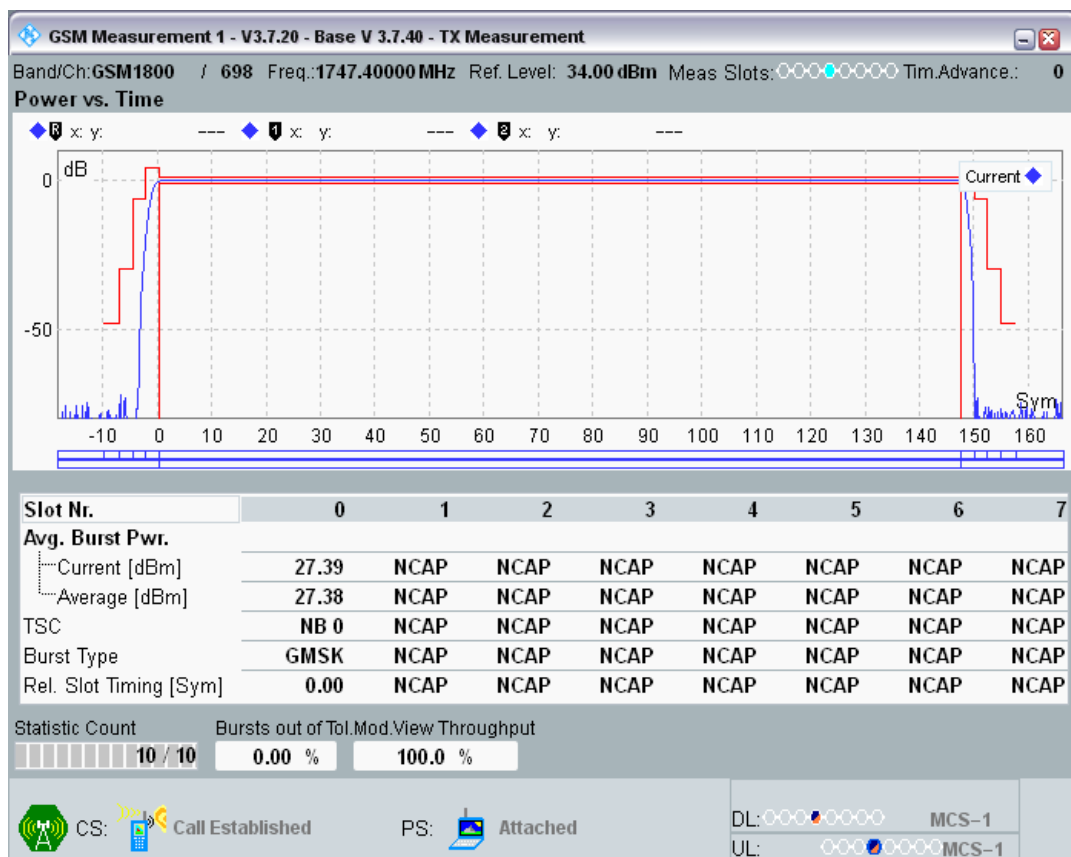 GSM Measurement 1 - V3.7.20 - Base V 3.7.40 - TX Measurement
Band/Ch:GSM1800 / 698 Freq.:1747.40000 MHz Ref. Level: 34.00 dBm Meas Slots: Tim.Advance.: 0
Power vs. Time
R x: y: --- 1 x: y: --- 2 x: y: ---
dB
Current
0
-50
Sym
-10 0 10 20 30 40 50 60 70 80 90 100 110 120 130 140 150 160
Slot Nr. 0 1 2 3 4 5 6 7
Avg. Burst Pwr.
Current [dBm] 27.39 NCAP NCAP NCAP NCAP NCAP NCAP NCAP
Average [dBm] 27.38 NCAP NCAP NCAP NCAP NCAP NCAP NCAP
TSC NB 0 NCAP NCAP NCAP NCAP NCAP NCAP NCAP
Burst Type GMSK NCAP NCAP NCAP NCAP NCAP NCAP NCAP
Rel. Slot Timing [Sym] 0.00 NCAP NCAP NCAP NCAP NCAP NCAP NCAP
Statistic Count Bursts out of Tol.Mod.View Throughput
10 / 10 0.00 % 100.0 %
CS: Call Established PS: Attached DL: MCS-1
UL: MCS-1